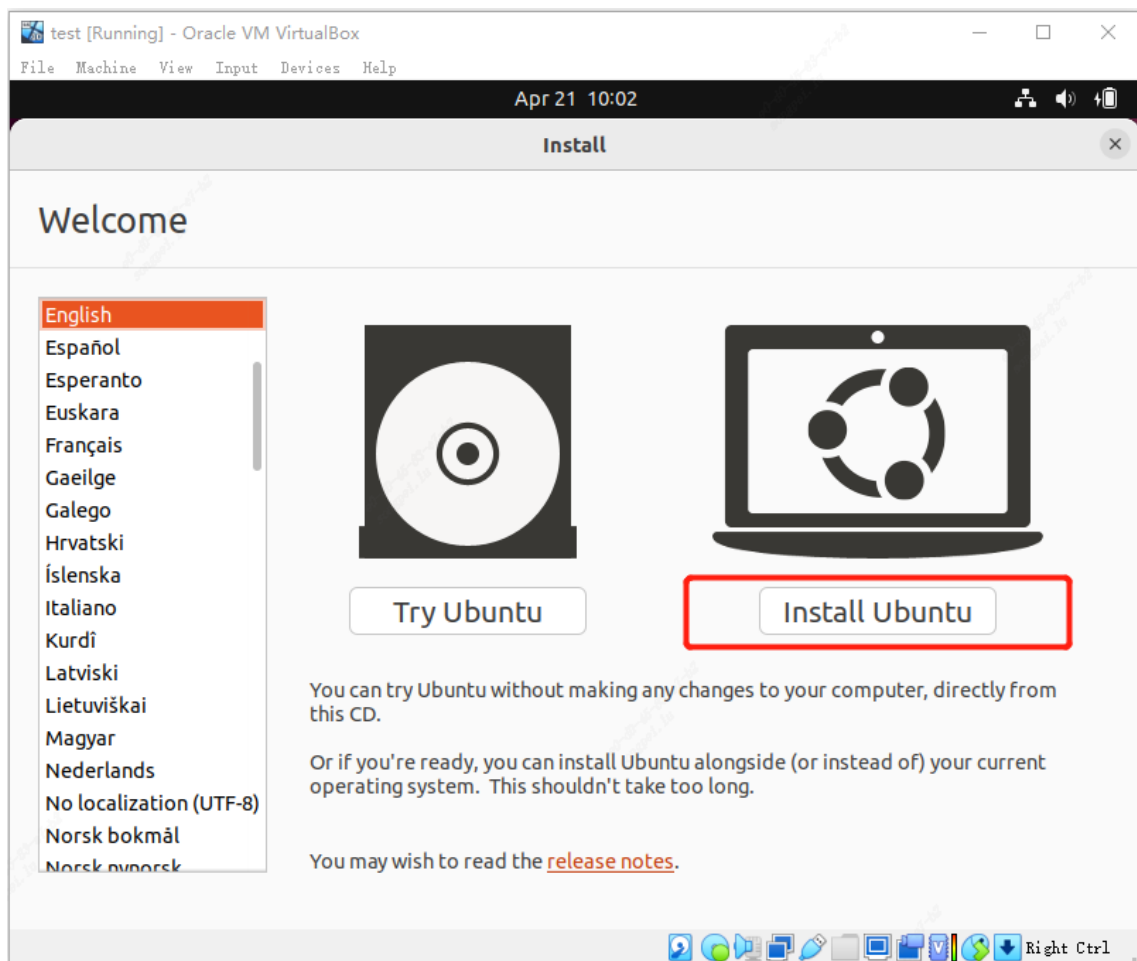 test [Running] - Oracle VM VirtualBox
File Machine View Input Devices Help
Apr 21 10:02
Install
Welcome
English
Español
Esperanto
Euskara
Français
Gaeilge
Galego
Hrvatski
Íslenska
Italiano
Kurdî
Latviski
Lietuviškai
Magyar
Nederlands
No localization (UTF-8)
Norsk bokmål
Norsk nynorsk
Try Ubuntu
Install Ubuntu
You can try Ubuntu without making any changes to your computer, directly from
this CD.
Or if you're ready, you can install Ubuntu alongside (or instead of) your current
operating system. This shouldn't take too long.
You may wish to read the release notes.
Right Ctrl